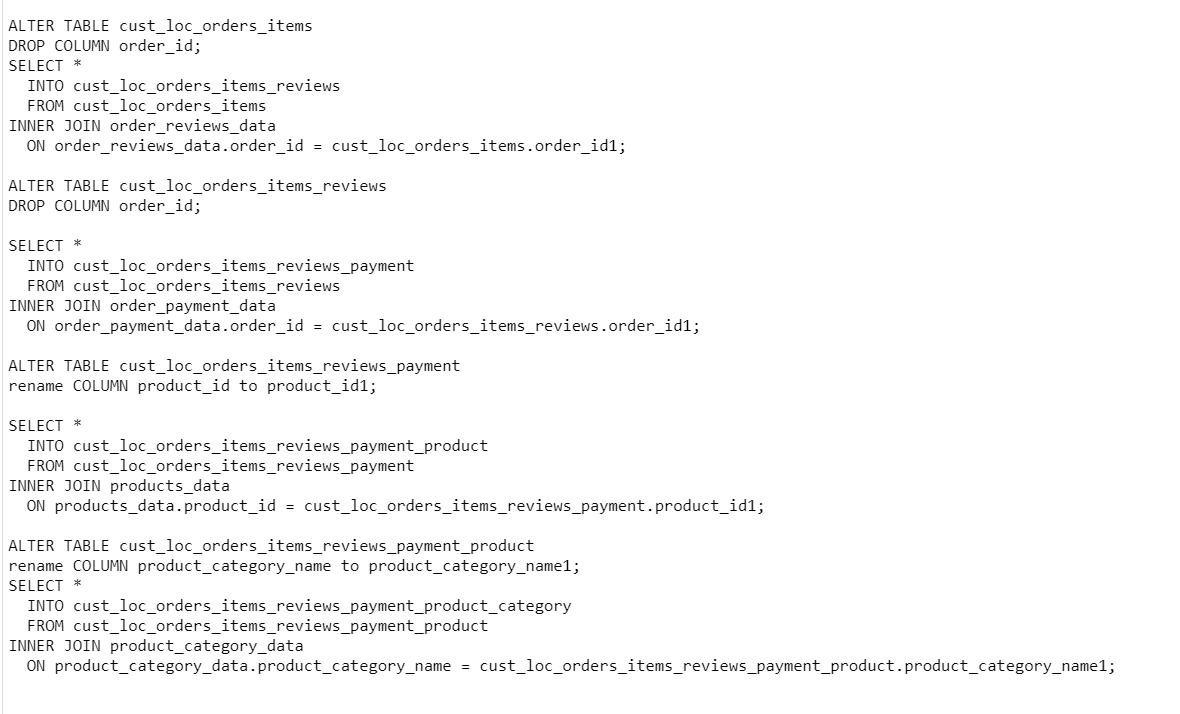 ALTER TABLE cust_loc_orders_items
DROP COLUMN order_id;
SELECT *
  INTO cust_loc_orders_items_reviews
  FROM cust_loc_orders_items
INNER JOIN order_reviews_data
  ON order_reviews_data.order_id = cust_loc_orders_items.order_id1;

ALTER TABLE cust_loc_orders_items_reviews
DROP COLUMN order_id;

SELECT *
  INTO cust_loc_orders_items_reviews_payment
  FROM cust_loc_orders_items_reviews
INNER JOIN order_payment_data
  ON order_payment_data.order_id = cust_loc_orders_items_reviews.order_id1;

ALTER TABLE cust_loc_orders_items_reviews_payment
rename COLUMN product_id to product_id1;

SELECT *
  INTO cust_loc_orders_items_reviews_payment_product
  FROM cust_loc_orders_items_reviews_payment
INNER JOIN products_data
  ON products_data.product_id = cust_loc_orders_items_reviews_payment.product_id1;

ALTER TABLE cust_loc_orders_items_reviews_payment_product
rename COLUMN product_category_name to product_category_name1;
SELECT *
  INTO cust_loc_orders_items_reviews_payment_product_category
  FROM cust_loc_orders_items_reviews_payment_product
INNER JOIN product_category_data
  ON product_category_data.product_category_name = cust_loc_orders_items_reviews_payment_product.product_category_name1;